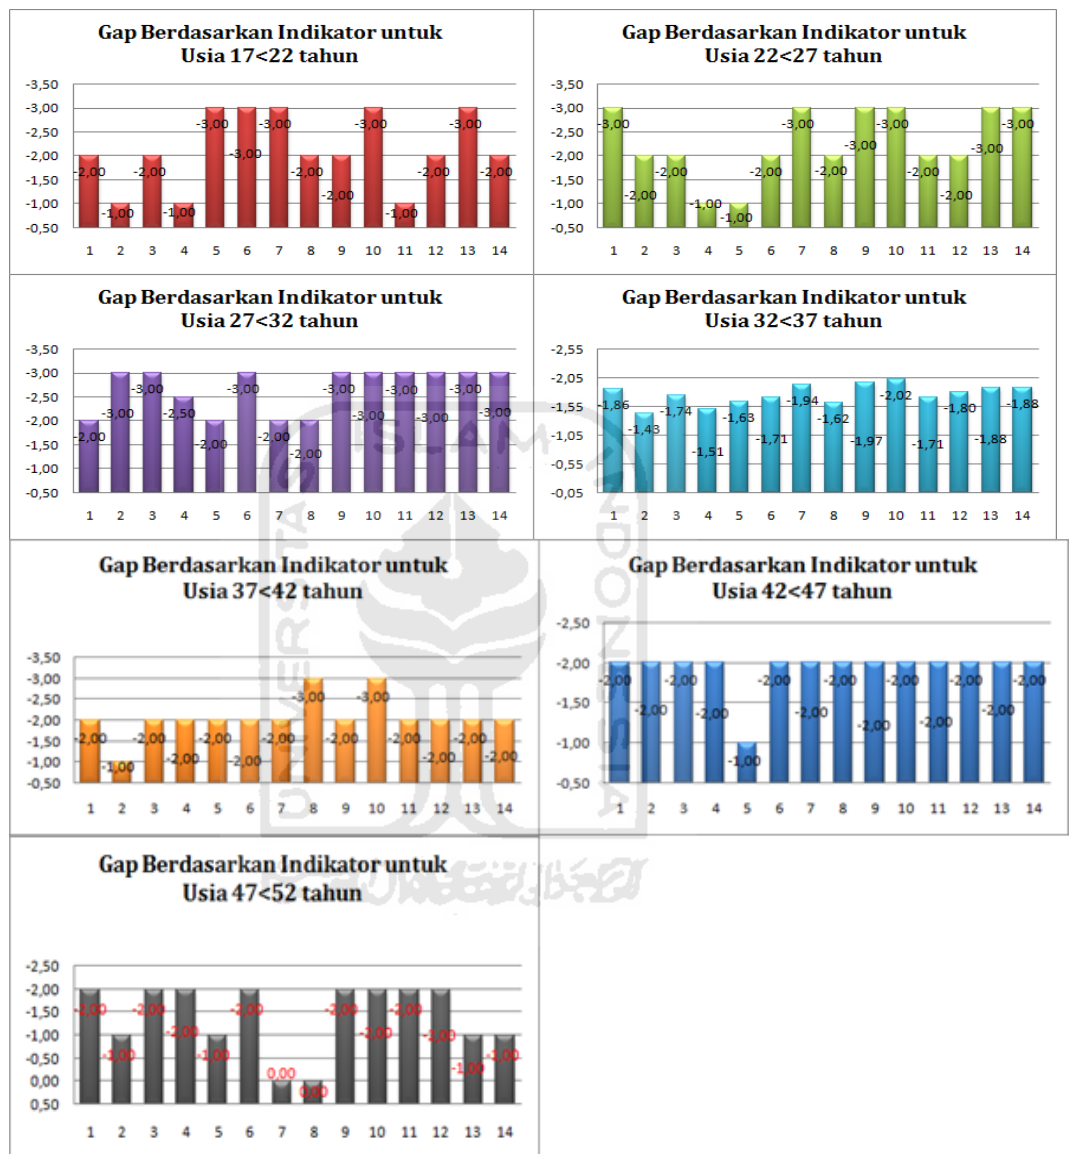 Gap Berdasarkan Indikator untuk
Usia 17<22 tahun
-3,50
-3,00
-2,50
-2,00
-1,50
-1,00
-0,50
-2,00 -1,00 -2,00 -1,00 -3,00 -3,00 -3,00 -2,00 -2,00 -3,00 -1,00 -2,00 -3,00 -2,00
1 2 3 4 5 6 7 8 9 10 11 12 13 14
Gap Berdasarkan Indikator untuk
Usia 22<27 tahun
-3,50
-3,00
-2,50
-2,00
-1,50
-1,00
-0,50
-3,00 -2,00 -2,00 -1,00 -1,00 -2,00 -3,00 -2,00 -3,00 -3,00 -2,00 -2,00 -3,00 -3,00
1 2 3 4 5 6 7 8 9 10 11 12 13 14
Gap Berdasarkan Indikator untuk
Usia 27<32 tahun
-3,50
-3,00
-2,50
-2,00
-1,50
-1,00
-0,50
-2,00 -3,00 -3,00 -2,50 -2,00 -3,00 -2,00 -2,00 -3,00 -3,00 -3,00 -3,00 -3,00 -3,00
1 2 3 4 5 6 7 8 9 10 11 12 13 14
Gap Berdasarkan Indikator untuk
Usia 32<37 tahun
-2,55
-2,05
-1,55
-1,05
-0,55
-0,05
-1,86 -1,43 -1,74 -1,51 -1,63 -1,71 -1,94 -1,62 -1,97 -2,02 -1,71 -1,80 -1,88 -1,88
1 2 3 4 5 6 7 8 9 10 11 12 13 14
Gap Berdasarkan Indikator untuk
Usia 37<42 tahun
-3,50
-3,00
-2,50
-2,00
-1,50
-1,00
-0,50
-2,00 -1,00 -2,00 -2,00 -2,00 -2,00 -2,00 -3,00 -2,00 -3,00 -2,00 -2,00 -2,00 -2,00
1 2 3 4 5 6 7 8 9 10 11 12 13 14
Gap Berdasarkan Indikator untuk
Usia 42<47 tahun
-2,50
-2,00
-1,50
-1,00
-0,50
-2,00 -2,00 -2,00 -2,00 -1,00 -2,00 -2,00 -2,00 -2,00 -2,00 -2,00 -2,00 -2,00 -2,00
1 2 3 4 5 6 7 8 9 10 11 12 13 14
Gap Berdasarkan Indikator untuk
Usia 47<52 tahun
-2,50
-2,00
-1,50
-1,00
-0,50
0,00
0,50
-2,00 -1,00 -2,00 -2,00 -1,00 -2,00 0,00 0,00 -2,00 -2,00 -2,00 -2,00 -1,00 -1,00
1 2 3 4 5 6 7 8 9 10 11 12 13 14
UNIVERSITAS
ISLAM
INDONESIA